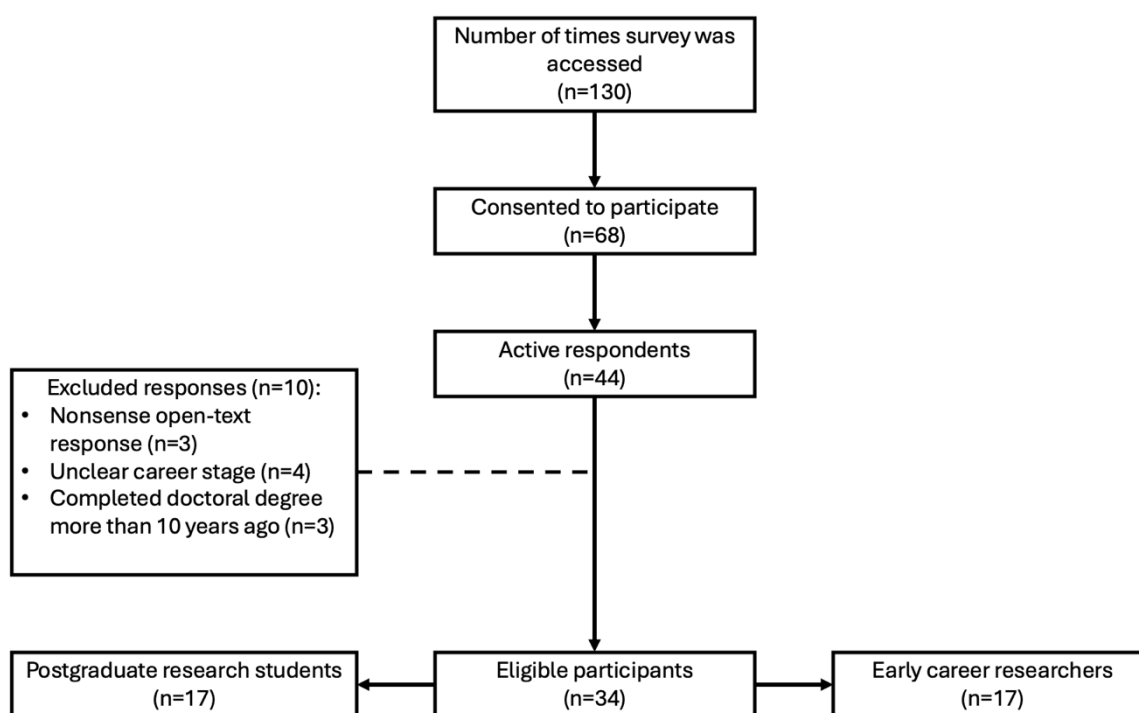 Number of times survey was
accessed
(n=130)
Consented to participate
(n=68)
Active respondents
(n=44)
Excluded responses (n=10):
• Nonsense open-text
response (n=3)
• Unclear career stage (n=4)
• Completed doctoral degree
more than 10 years ago (n=3)
Postgraduate research students
(n=17)
Eligible participants
(n=34)
Early career researchers
(n=17)